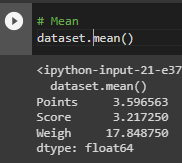 # Mean
dataset.mean()
<ipython-input-21-e37
dataset.mean()
Points 3.596563
Score 3.217250
Weigh 17.848750
dtype: float64